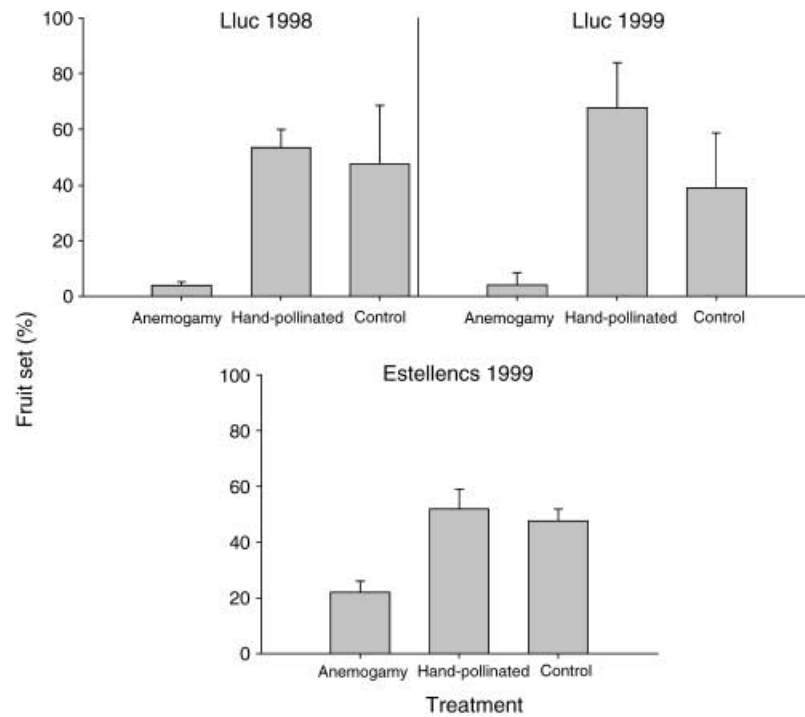 Lluc 1998
Lluc 1999
100
80
60
40
20
0
Anemogamy Hand-pollinated Control
Anemogamy Hand-pollinated Control
Fruit set (%)
Estellencs 1999
100
80
60
40
20
0
Anemogamy Hand-pollinated Control
Treatment